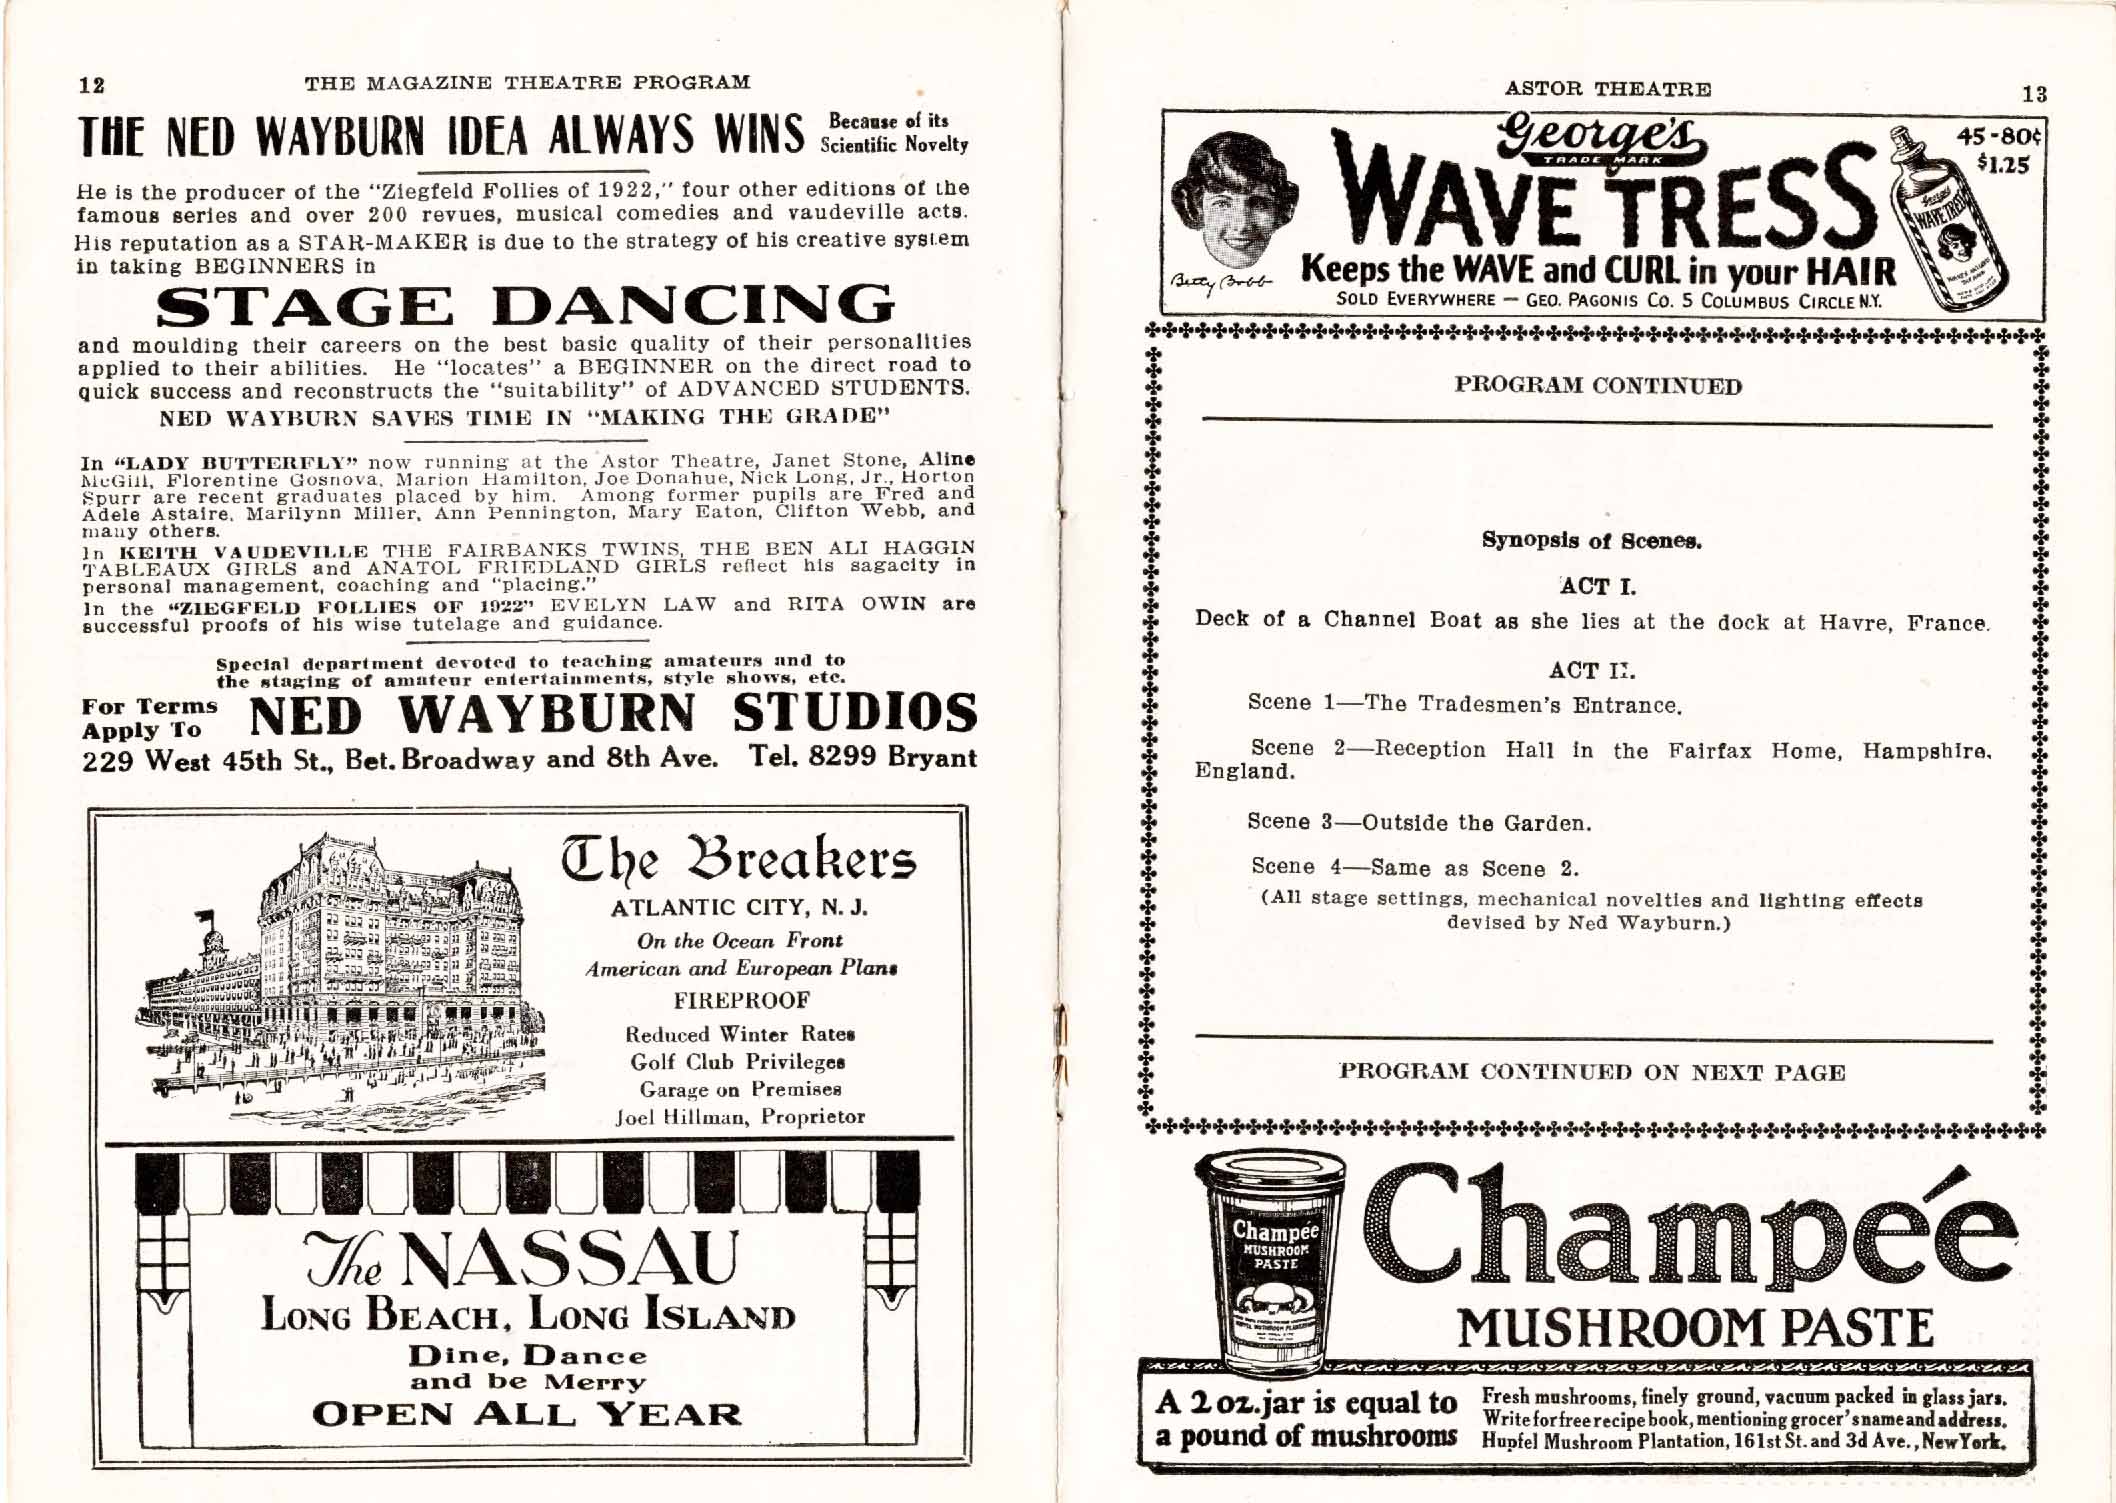 12
THE MAGAZINE THEATRE PROGRAM
THE NED WAYBURN IDEA ALWAYS WINS Because of its
Scientific Novelty
He is the producer of the "Ziegfeld Follies of 1922," four other editions of the
famous series and over 200 revues, musical comedies and vaudeville acts.
His reputation as a STAR-MAKER is due to the strategy of his creative system
in taking BEGINNERS in
STAGE DANCING
and moulding their careers on the best basic quality of their personalities
applied to their abilities. He "locates" a BEGINNER on the direct road to
quick success and reconstructs the "suitability" of ADVANCED STUDENTS.
NED WAYBURN SAVES TIME IN "MAKING THE GRADE"
In "LADY BUTTERFLY" now running at the Astor Theatre, Janet Stone, Aline
McGill, Florentine Gosnova, Marion Hamilton, Joe Donahue, Nick Long, Jr., Horton
Spurr are recent graduates placed by him. Among former pupils are Fred and
Adele Astaire, Marilynn Miller, Ann Pennington, Mary Eaton, Clifton Webb, and
many others.
In KEITH VAUDEVILLE THE FAIRBANKS TWINS, THE BEN ALI HAGGIN
TABLEAUX GIRLS and ANATOL FRIEDLAND GIRLS reflect his sagacity in
personal management, coaching and "placing."
In the "ZIEGFELD FOLLIES OF 1922" EVELYN LAW and RITA OWIN are
successful proofs of his wise tutelage and guidance.
Special department devoted to teaching amateurs and to
the staging of amateur entertainments, style shows, etc.
For Terms
Apply To NED WAYBURN STUDIOS
229 West 45th St., Bet. Broadway and 8th Ave. Tel. 8299 Bryant
The Breakers
ATLANTIC CITY, N. J.
On the Ocean Front
American and European Plans
FIREPROOF
Reduced Winter Rates
Golf Club Privileges
Garage on Premises
Joel Hillman, Proprietor
The NASSAU
LONG BEACH, LONG ISLAND
Dine, Dance
and be Merry
OPEN ALL YEAR
ASTOR THEATRE
13
George's
TRADE MARK
WAVE TRESS
45-80¢
$1.25
Betty Bobb
Keeps the WAVE and CURL in your HAIR
SOLD EVERYWHERE — GEO. PAGONIS CO. 5 COLUMBUS CIRCLE N.Y.
George's
WAVE TRESS
PROGRAM CONTINUED
Synopsis of Scenes.
ACT I.
Deck of a Channel Boat as she lies at the dock at Havre, France.
ACT II.
Scene 1—The Tradesmen's Entrance.
Scene 2—Reception Hall in the Fairfax Home, Hampshire,
England.
Scene 3—Outside the Garden.
Scene 4—Same as Scene 2.
(All stage settings, mechanical novelties and lighting effects
devised by Ned Wayburn.)
PROGRAM CONTINUED ON NEXT PAGE
Champéé
MUSHROOM
PASTE
Champéé
MUSHROOM PASTE
A 2 oz. jar is equal to
a pound of mushrooms
Fresh mushrooms, finely ground, vacuum packed in glass jars.
Write for free recipe book, mentioning grocer's name and address.
Hupfel Mushroom Plantation, 161st St. and 3d Ave., New York.